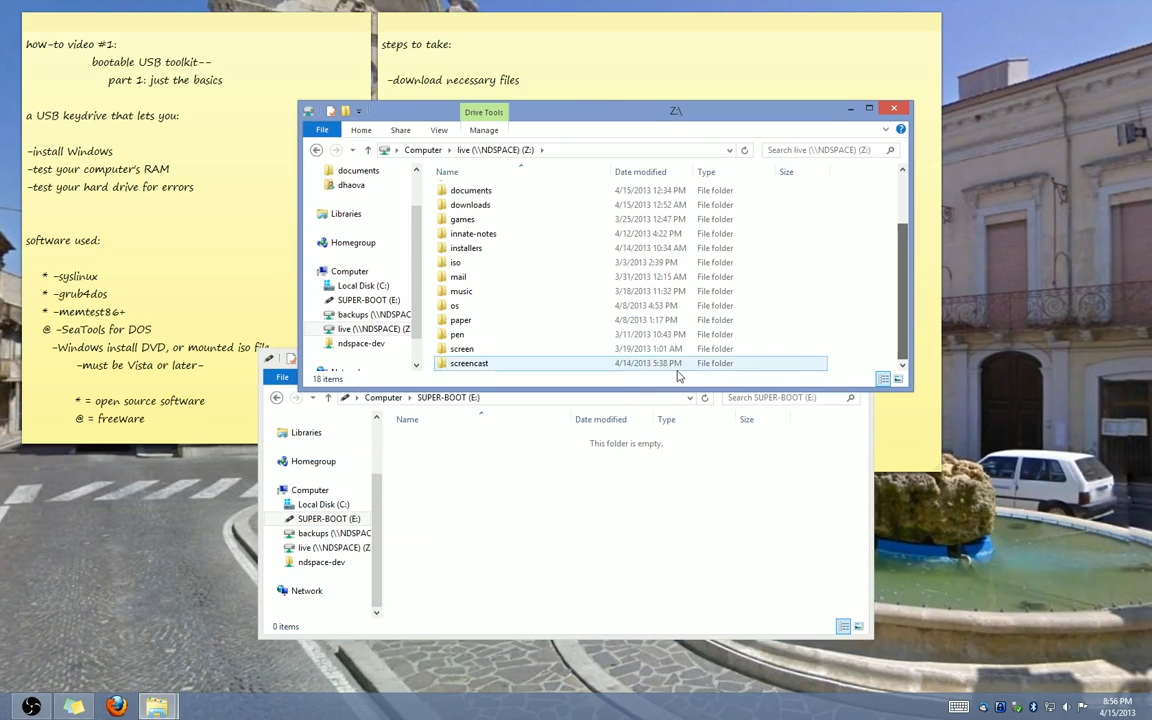 how-to video #1:
bootable USB toolkit--
part 1: just the basics
a USB keydrive that lets you:
-install Windows
-test your computer's RAM
-test your hard drive for errors
software used:
* -syslinux
* -grub4dos
* -memtest86+
@ -SeaTools for DOS
-Windows install DVD, or mounted iso file
-must be Vista or later-
* = open source software
@ = freeware
steps to take:
-download necessary files
Drive Tools
Z:\
File Home Share View Manage
Computer live (\\NDSPACE) (Z:)
Search live (\\NDSPACE) (Z:)
documents
dhaova
Libraries
Homegroup
Computer
Local Disk (C:)
SUPER-BOOT (E:)
backups (\\NDSPAC
live (\\NDSPACE) (Z
ndspace-dev
Name Date modified Type Size
documents 4/15/2013 12:34 PM File folder
downloads 4/15/2013 12:52 AM File folder
games 3/25/2013 12:47 PM File folder
innate-notes 4/12/2013 4:22 PM File folder
installers 4/14/2013 10:34 AM File folder
iso 3/3/2013 2:39 PM File folder
mail 3/31/2013 12:15 AM File folder
music 3/18/2013 11:32 PM File folder
os 4/8/2013 4:53 PM File folder
paper 4/8/2013 1:17 PM File folder
pen 3/11/2013 10:43 PM File folder
screen 3/19/2013 1:01 AM File folder
screencast 4/14/2013 5:38 PM File folder
18 items
File
Computer SUPER-BOOT (E:)
Search SUPER-BOOT (E:)
Libraries
Homegroup
Computer
Local Disk (C:)
SUPER-BOOT (E:)
backups (\\NDSPAC
live (\\NDSPACE) (Z
ndspace-dev
Network
Name Date modified Type Size
This folder is empty.
0 items
8:56 PM
4/15/2013